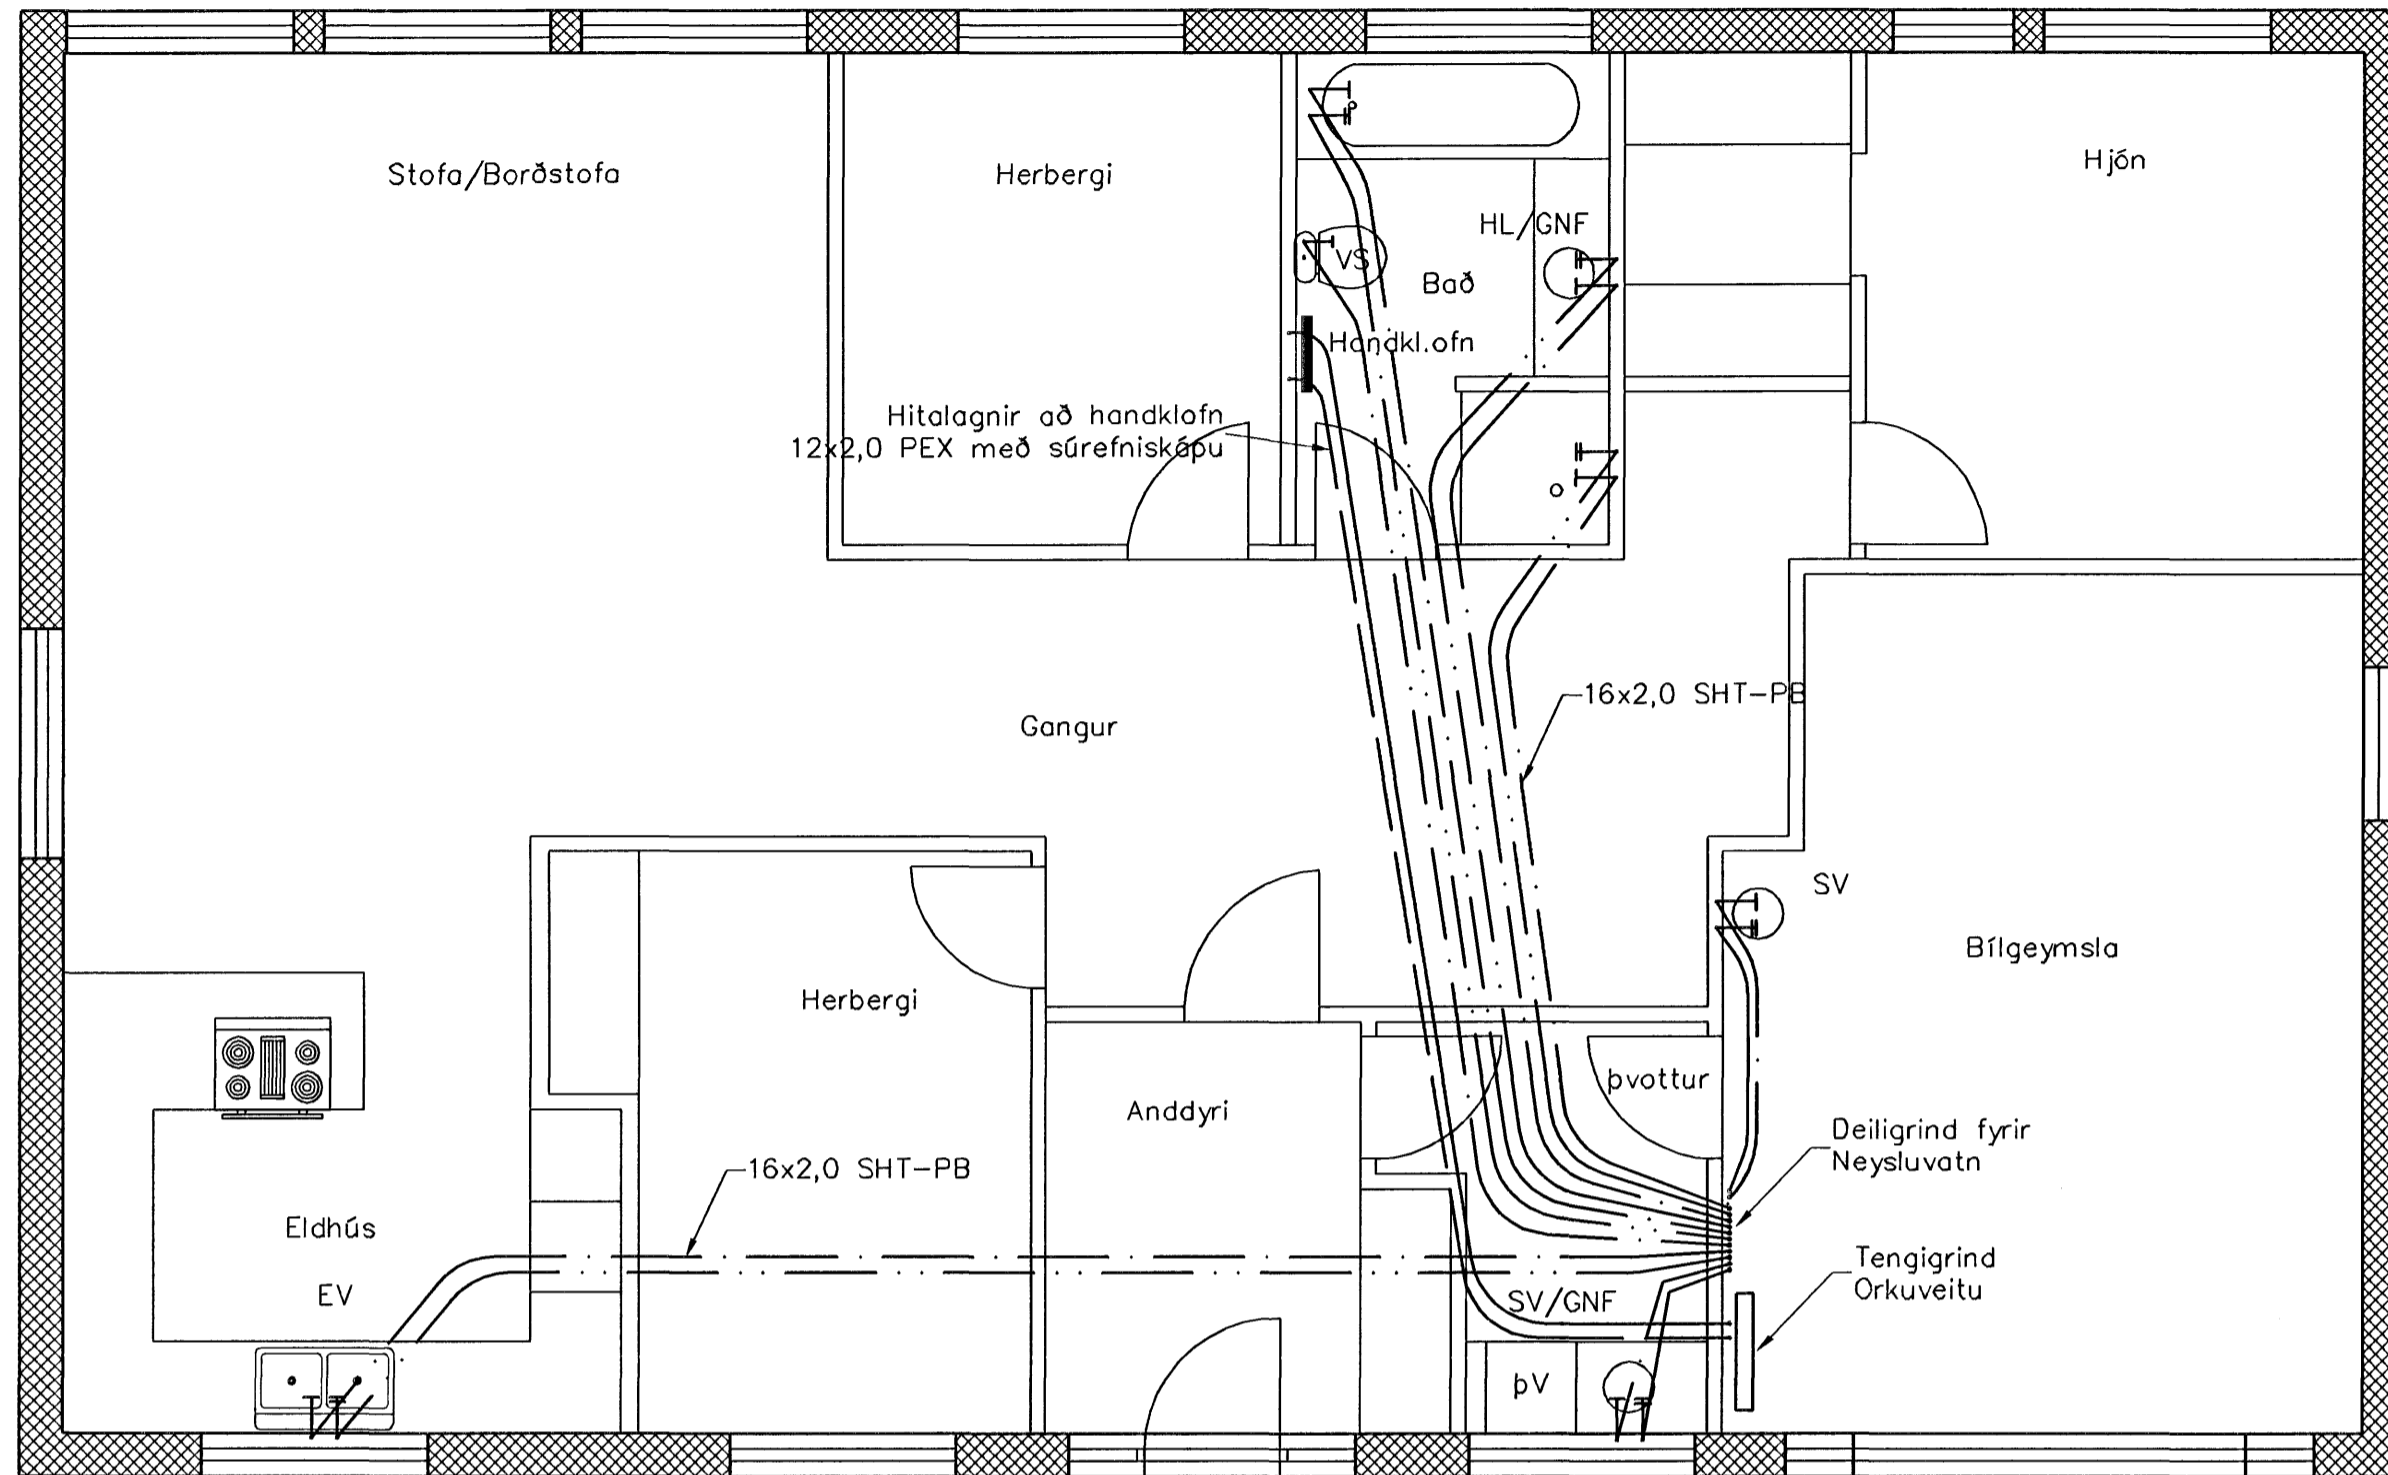 Stofa/Borðstofa
Herbergi
Hjón
HL/GNF
VS
Bað
Handkl.ofn
Hitalagnir að handklofn
12x2,0 PEX með súrefniskápu
16x2,0 SHT-PB
Gangur
SV
Bílgeymsla
Herbergi
þvottur
Anddyri
Deiligrind fyrir
Neysluvatn
16x2,0 SHT-PB
Eldhús
Tengigrind
Orkuveitu
EV
SV/GNF
þV